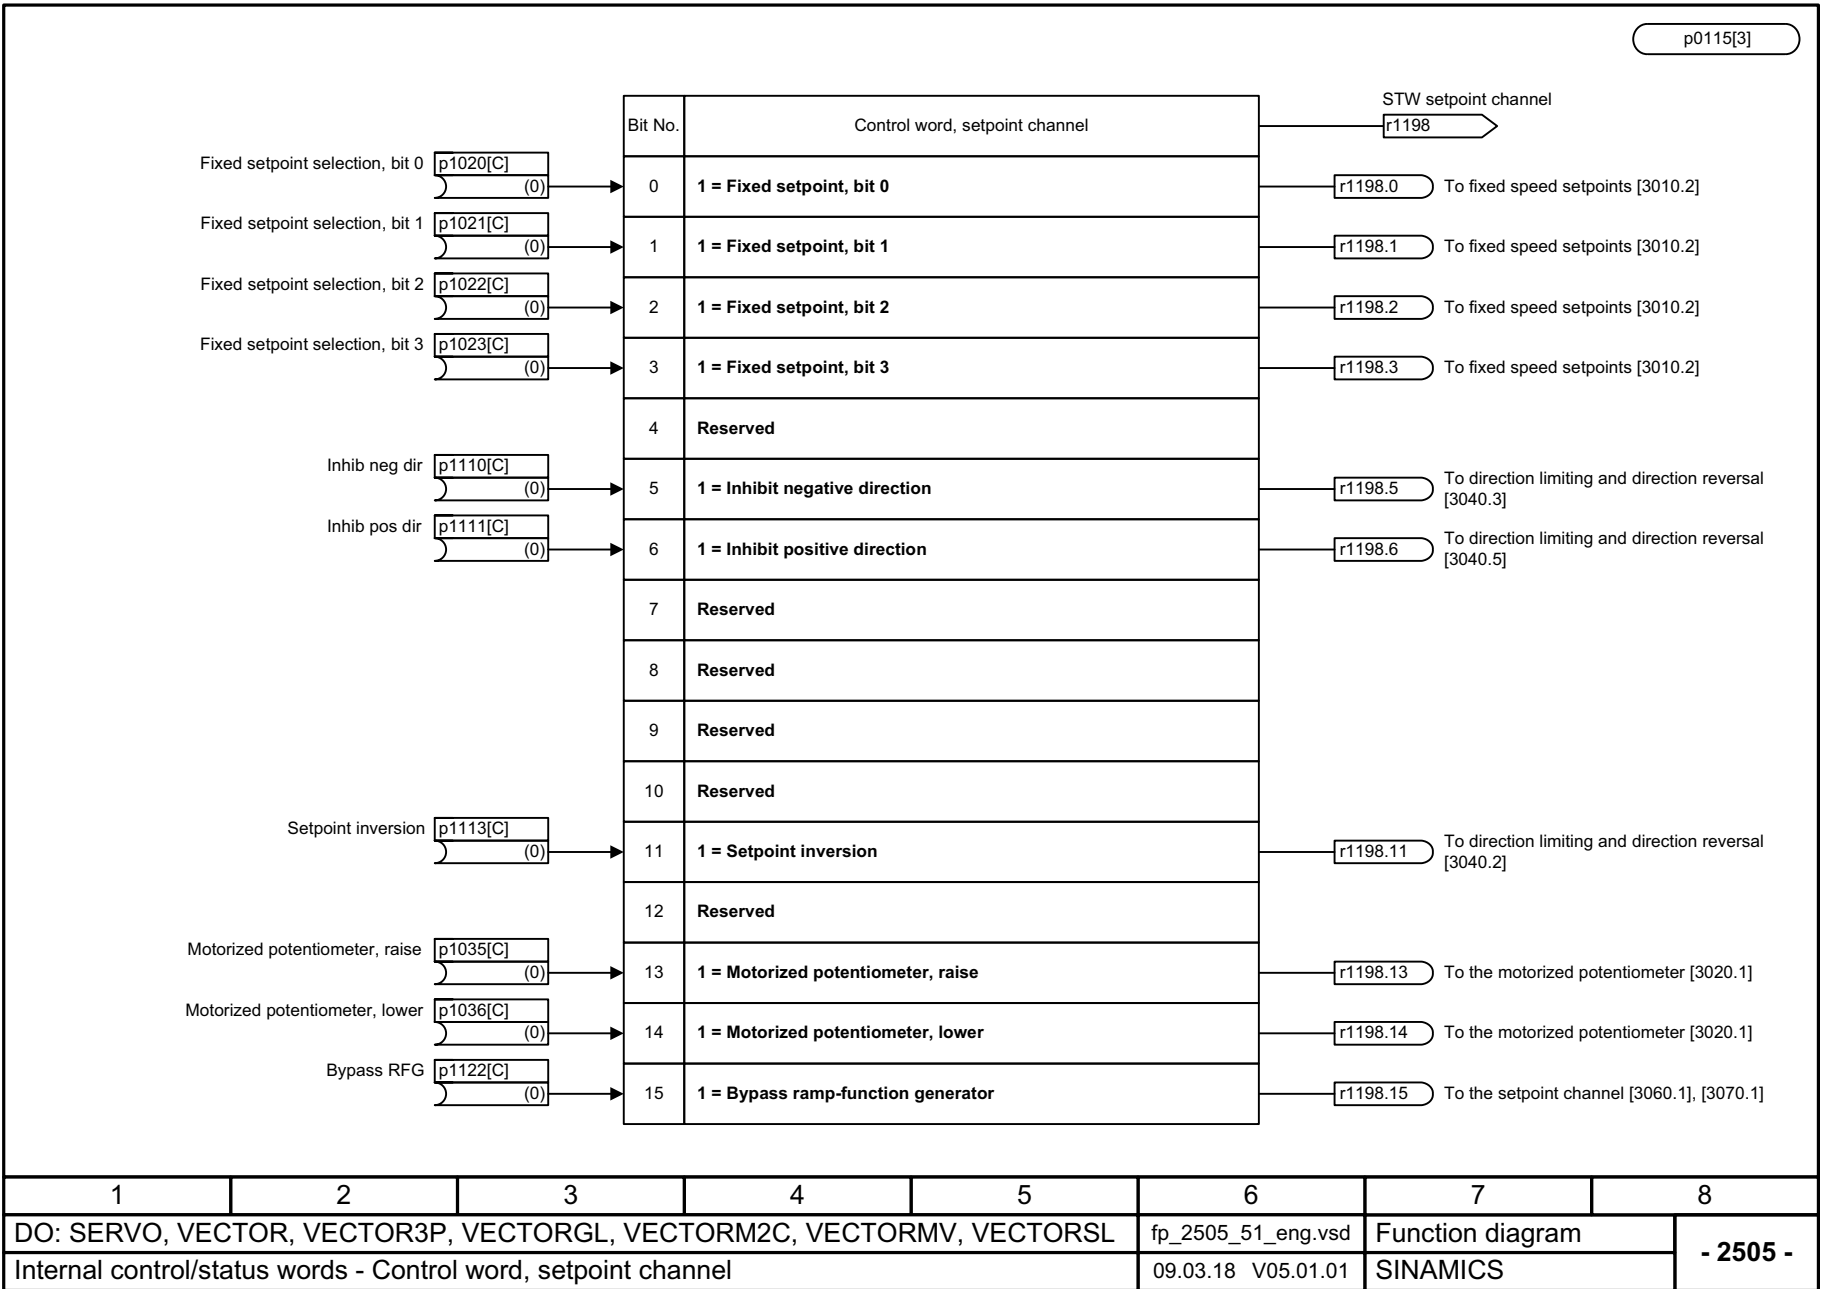 p0115[3]
STW setpoint channel
Bit No. Control word, setpoint channel r1198
Fixed setpoint selection, bit 0 p1020[C]
(0) 0 1 = Fixed setpoint, bit 0 r1198.0 To fixed speed setpoints [3010.2]
Fixed setpoint selection, bit 1 p1021[C]
(0) 1 1 = Fixed setpoint, bit 1 r1198.1 To fixed speed setpoints [3010.2]
Fixed setpoint selection, bit 2 p1022[C]
(0) 2 1 = Fixed setpoint, bit 2 r1198.2 To fixed speed setpoints [3010.2]
Fixed setpoint selection, bit 3 p1023[C]
(0) 3 1 = Fixed setpoint, bit 3 r1198.3 To fixed speed setpoints [3010.2]
4 Reserved
Inhib neg dir p1110[C]
(0) 5 1 = Inhibit negative direction r1198.5 To direction limiting and direction reversal
[3040.3]
Inhib pos dir p1111[C]
(0) 6 1 = Inhibit positive direction r1198.6 To direction limiting and direction reversal
[3040.5]
7 Reserved
8 Reserved
9 Reserved
10 Reserved
Setpoint inversion p1113[C]
(0) 11 1 = Setpoint inversion r1198.11 To direction limiting and direction reversal
[3040.2]
12 Reserved
Motorized potentiometer, raise p1035[C]
(0) 13 1 = Motorized potentiometer, raise r1198.13 To the motorized potentiometer [3020.1]
Motorized potentiometer, lower p1036[C]
(0) 14 1 = Motorized potentiometer, lower r1198.14 To the motorized potentiometer [3020.1]
Bypass RFG p1122[C]
(0) 15 1 = Bypass ramp-function generator r1198.15 To the setpoint channel [3060.1], [3070.1]
1 2 3 4 5 6 7 8
DO: SERVO, VECTOR, VECTOR3P, VECTORGL, VECTORM2C, VECTORMV, VECTORSL fp_2505_51_eng.vsd Function diagram - 2505 -
Internal control/status words - Control word, setpoint channel 09.03.18 V05.01.01 SINAMICS